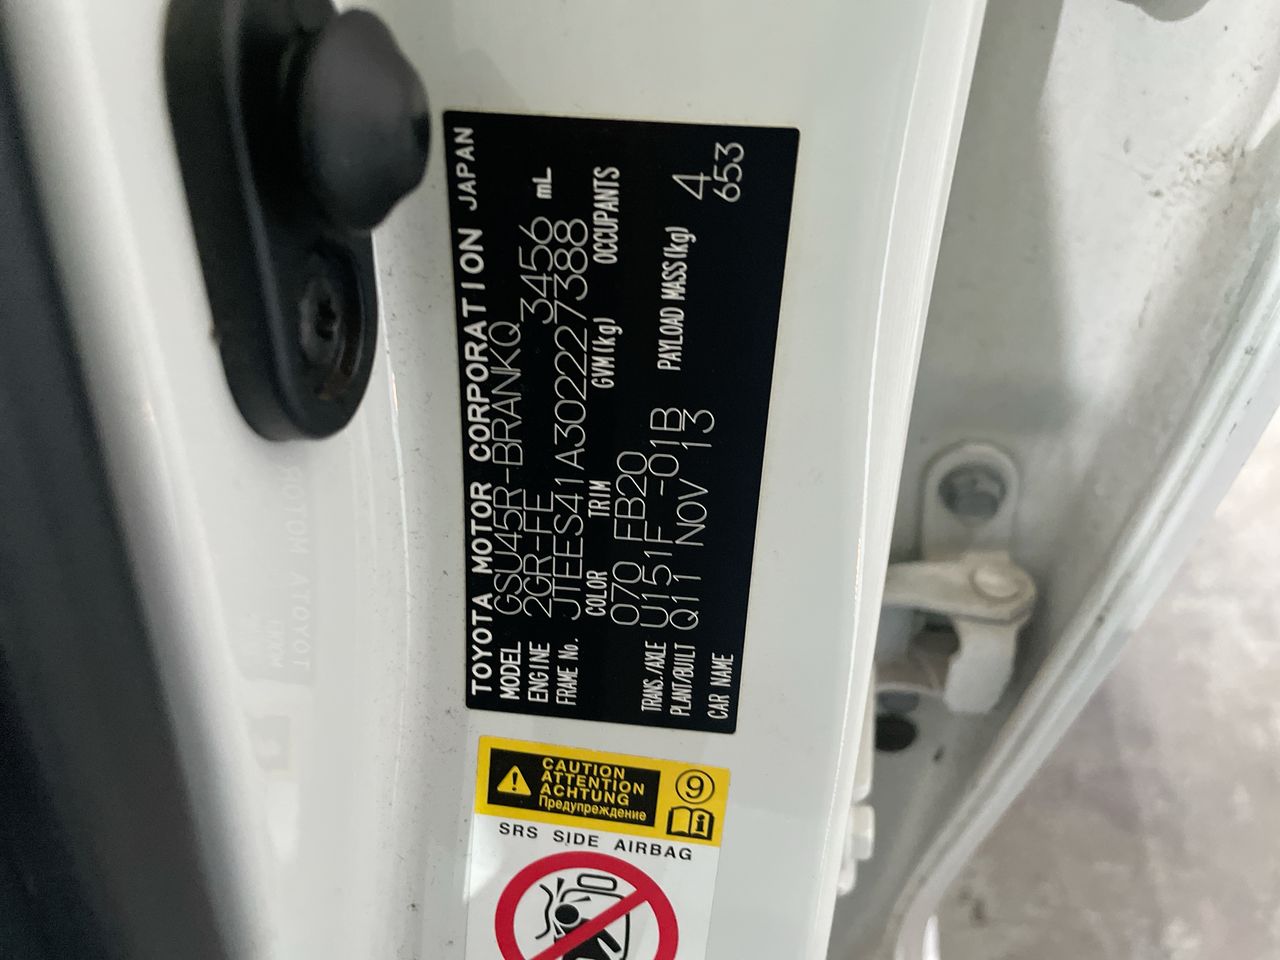 TOYOTA MOTOR CORPORATION JAPAN
MODEL GSU45R-BRANKQ
ENGINE 2GR-FE 3456 mL
FRAME No. JTEES41A302227388
COLOR TRIM GVM(kg) OCCUPANTS
070 FB20
TRANS./AXLE U151F -01B PAYLOAD MASS(kg) 4
PLANT/BUILT Q11 NOV 13 653
CAR NAME
CAUTION
ATTENTION
ACHTUNG
Предупреждение
9
i
SRS SIDE AIRBAG